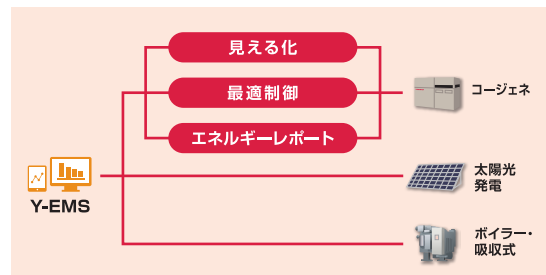 見える化
最適制御
エネルギーレポート
コージェネ
Y-EMS
太陽光
発電
ボイラー・
吸収式